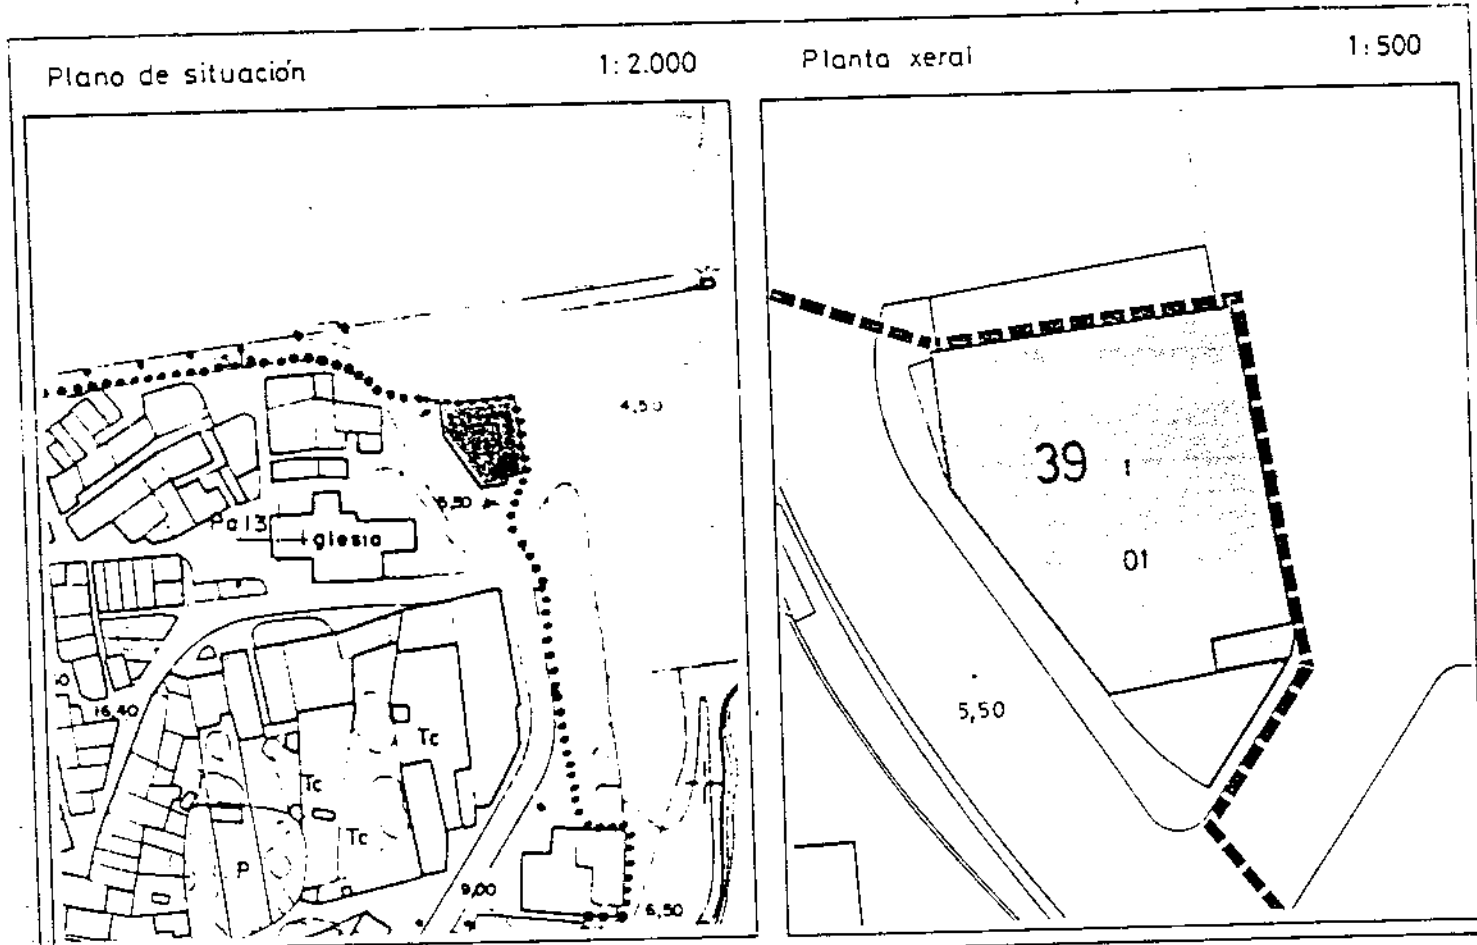 Plano de situación
1:2.000
Planta xeral
1:500
4,50
5,50
Pa13
Iglesia
16,40
Tc
Tc
Tc
P
9,00
6,50
39
I
01
5,50